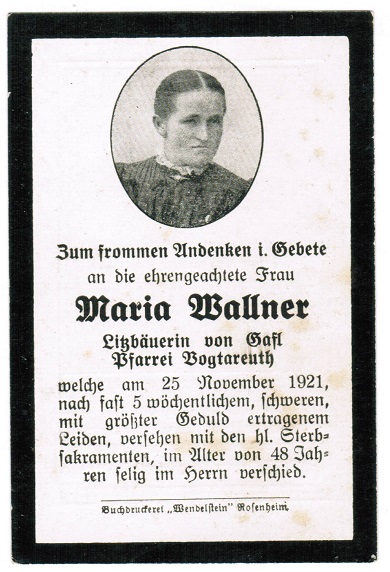 Zum frommen Andenken i. Gebete
an die ehrengeachtete Frau
Maria Wallner
Litzbäuerin von Gafl
Pfarrei Vogtareuth
welche am 25 November 1921,
nach fast 5 wöchentlichem, schweren,
mit größter Geduld ertragenem
Leiden, versehen mit den hl. Sterb-
sakramenten, im Alter von 48 Jah-
ren selig im Herrn verschied.
Buchdruckerei „Wendelstein" Rosenheim.